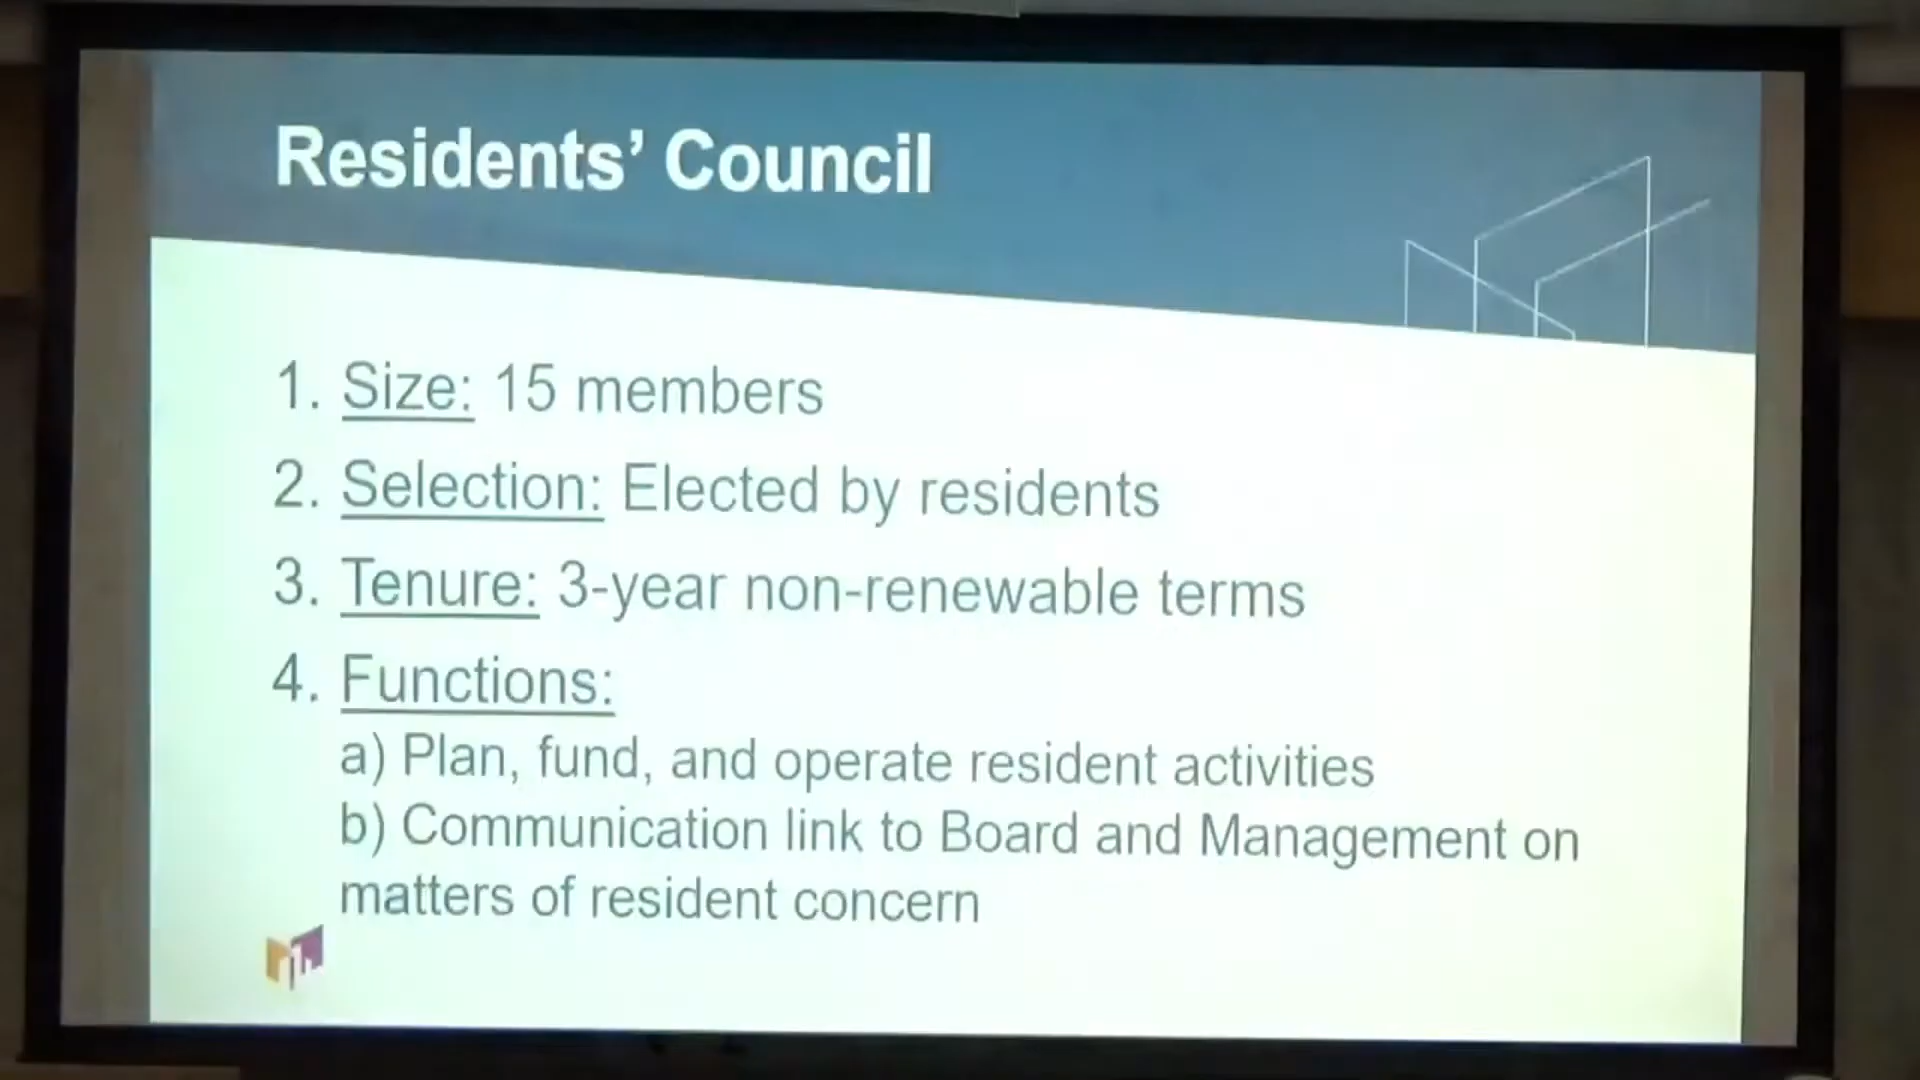 Residents’ Council
1. Size: 15 members
2. Selection: Elected by residents
3. Tenure: 3-year non-renewable terms
4. Functions:
a) Plan, fund, and operate resident activities
b) Communication link to Board and Management on
matters of resident concern